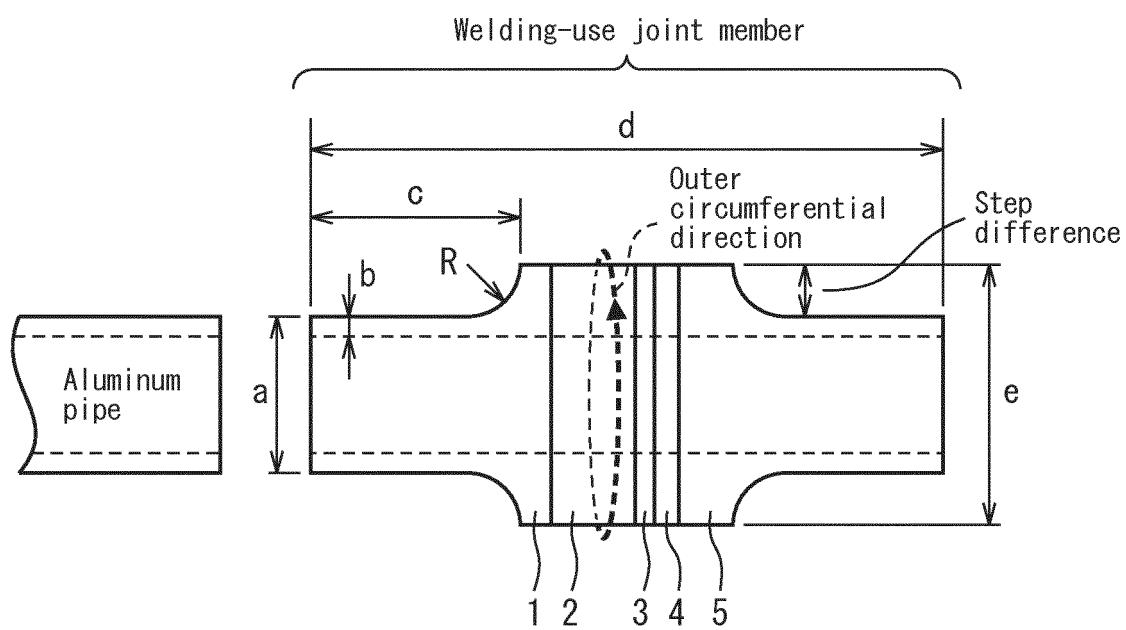 Welding-use joint member
d
c
Outer
circumferential
direction
Step
difference
R
b
Aluminum
pipe
a
e
1 2 3 4 5